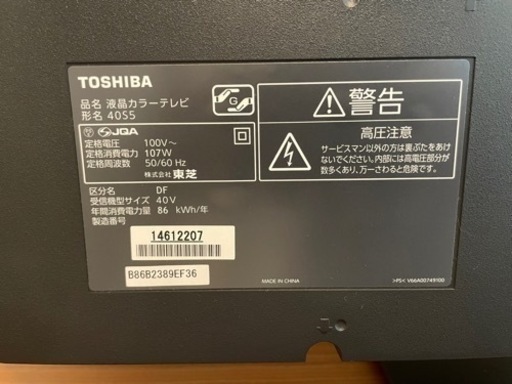 TOSHIBA
品名 液晶カラーテレビ
形名 40S5
G
JQA
定格電圧 100V~
定格消費電力 107W
定格周波数 50/60 Hz
株式会社 東芝
区分名 DF
受信機型サイズ 40V
年間消費電力量 86 kWh/年
製造番号
14612207
B86B2389EF36
警告
高圧注意
サービスマン以外の方は裏ぶたをあけ
ないでください。内部には高電圧部分が
数多くあり、万一さわると危険です。
MADE IN CHINA
>PS< V66A00749100